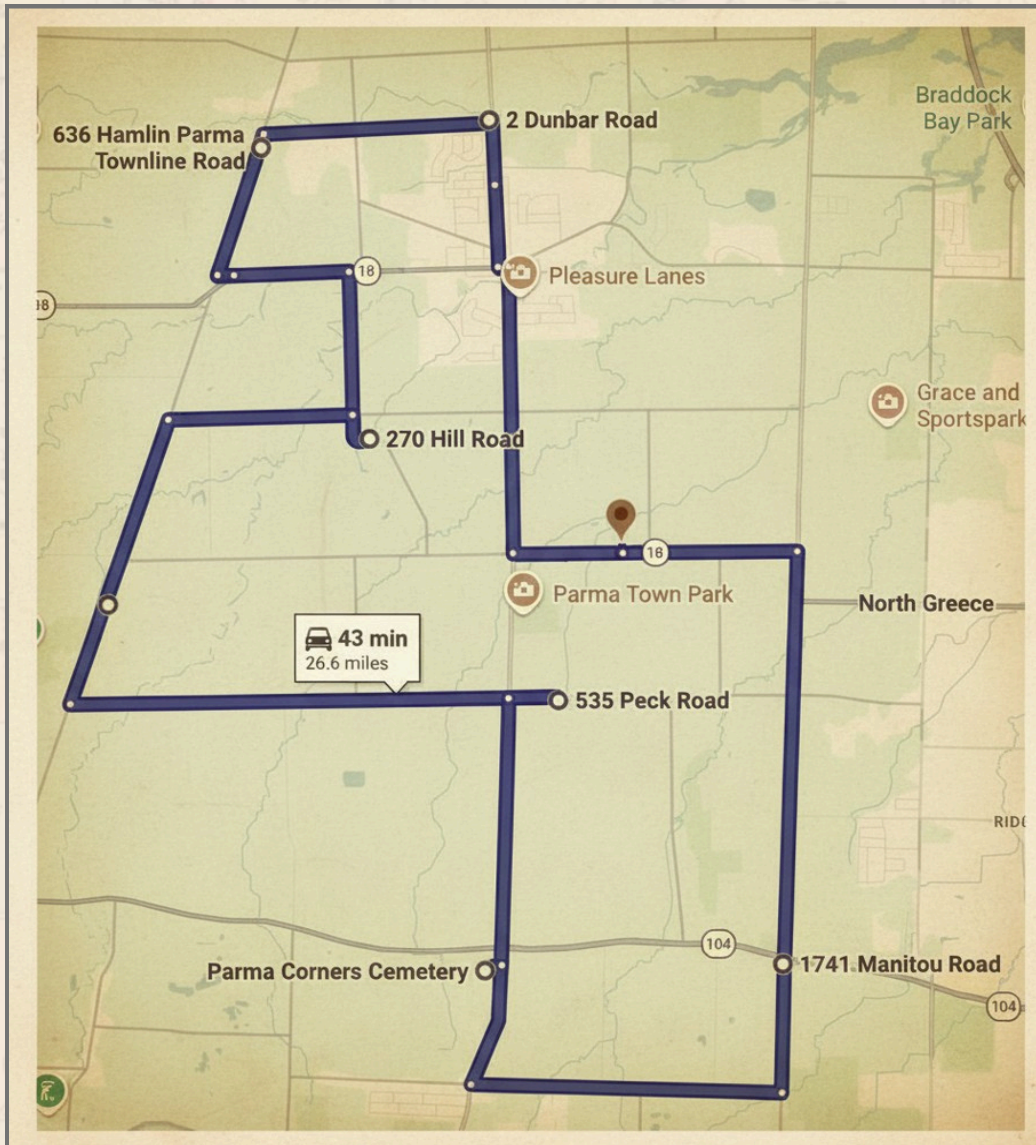 Braddock
Bay Park
636 Hamlin Parma
Townline Road
2 Dunbar Road
18
Pleasure Lanes
Grace and
Sportspark
270 Hill Road
18
Parma Town Park
North Greece
43 min
26.6 miles
535 Peck Road
104
Parma Corners Cemetery
1741 Manitou Road
104